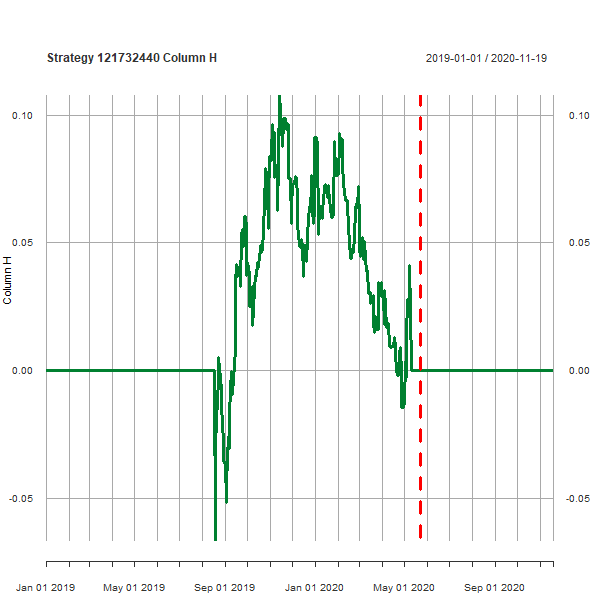 Strategy 121732440 Column H
2019-01-01 / 2020-11-19
0.10
0.10
0.05
0.05
Column H
0.00
0.00
-0.05
-0.05
Jan 01 2019
May 01 2019
Sep 01 2019
Jan 01 2020
May 01 2020
Sep 01 2020